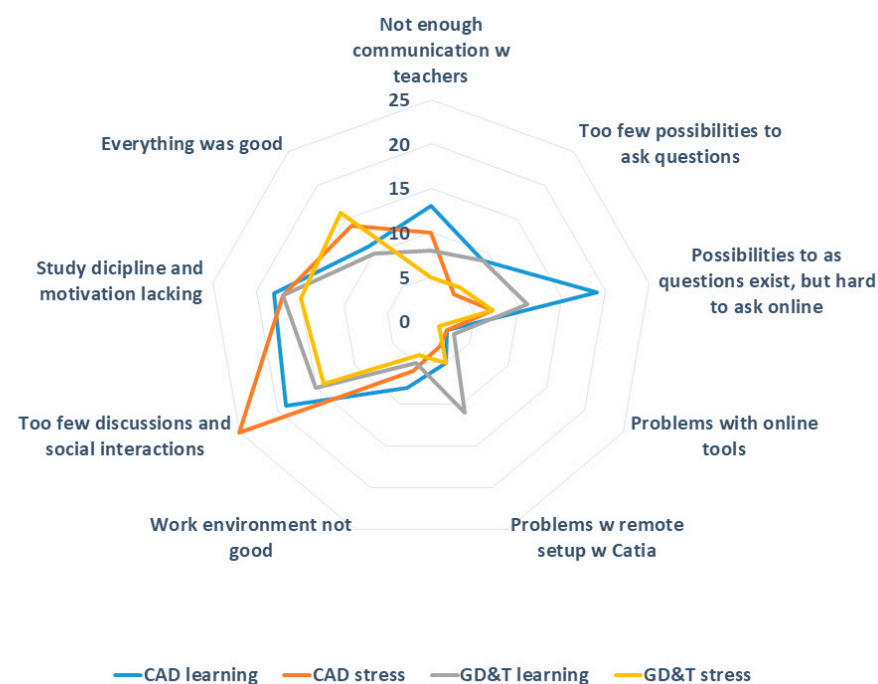 Not enough
communication w
teachers
25
20
15
10
5
0
Everything was good
Too few possibilities to
ask questions
Study dicipline and
motivation lacking
Possibilities to as
questions exist, but hard
to ask online
Too few discussions and
social interactions
Problems with online
tools
Work environment not
good
Problems w remote
setup w Catia
CAD learning
CAD stress
GD&T learning
GD&T stress